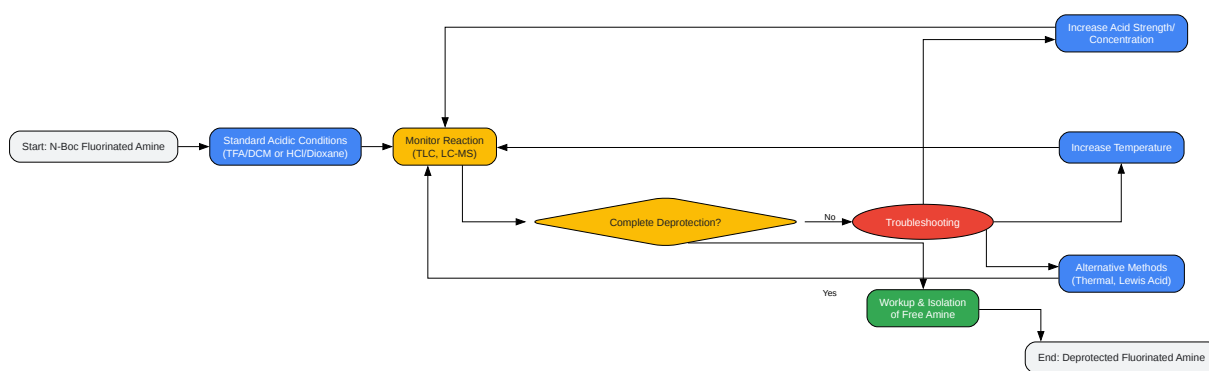 Increase Acid Strength/
Concentration
Start: N-Boc Fluorinated Amine
Standard Acidic Conditions
(TFA/DCM or HCl/Dioxane)
Monitor Reaction
(TLC, LC-MS)
Increase Temperature
Complete Deprotection?
No
Troubleshooting
Alternative Methods
(Thermal, Lewis Acid)
Yes
Workup & Isolation
of Free Amine
End: Deprotected Fluorinated Amine